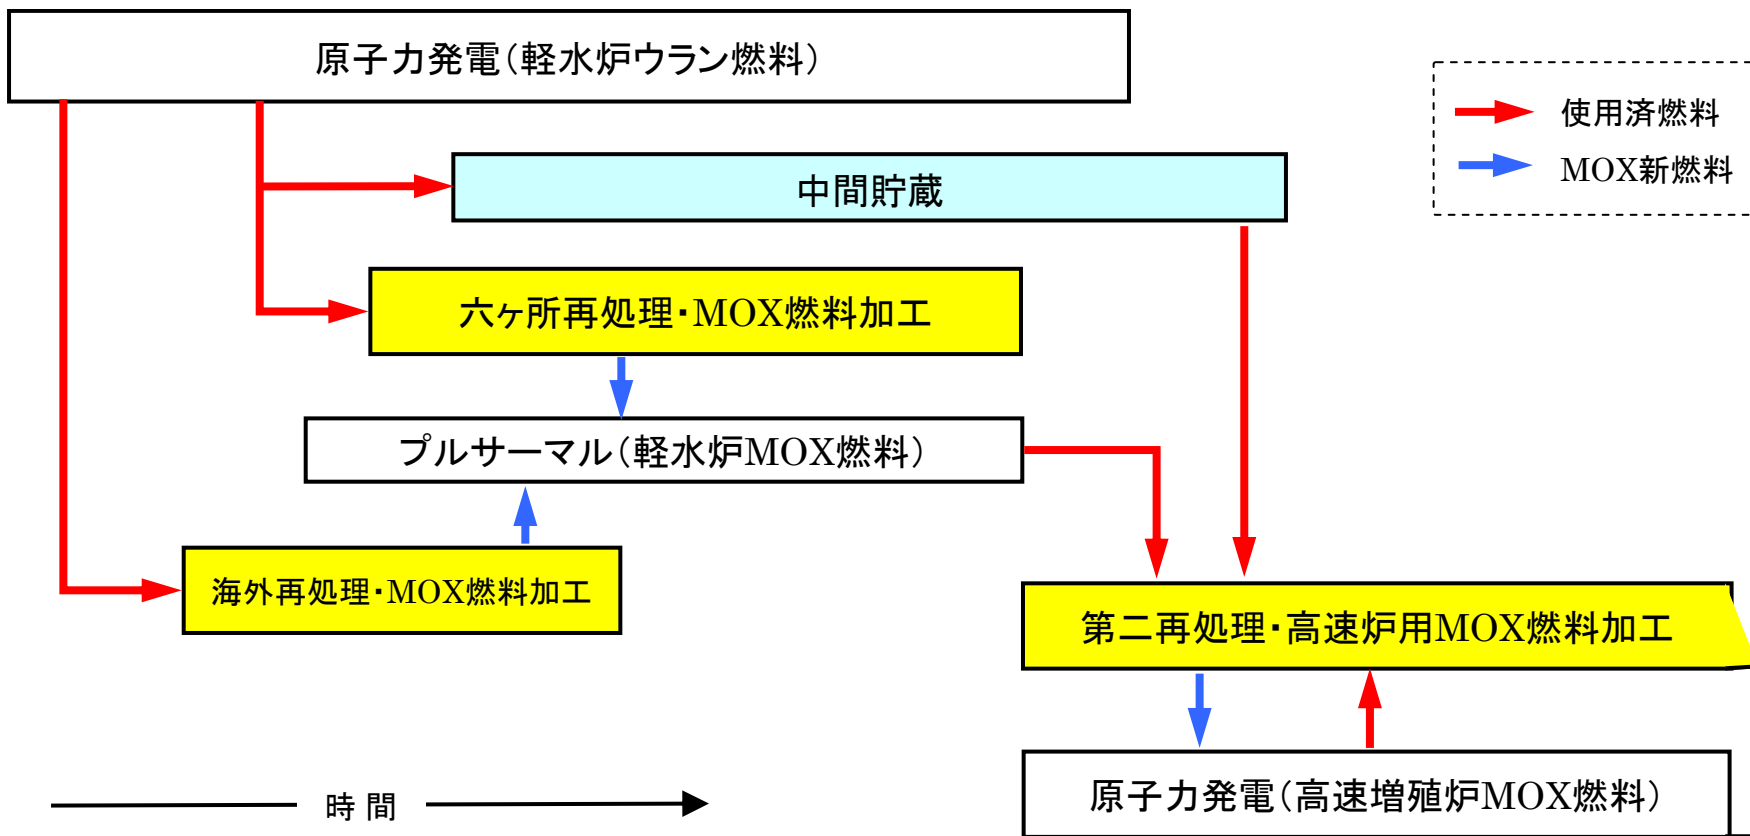 原子力発電（軽水炉ウラン燃料）
使用済燃料
MOX新燃料
中間貯蔵
六ヶ所再処理・MOX燃料加工
プルサーマル（軽水炉MOX燃料）
海外再処理・MOX燃料加工
第二再処理・高速炉用MOX燃料加工
原子力発電（高速増殖炉MOX燃料）
時間